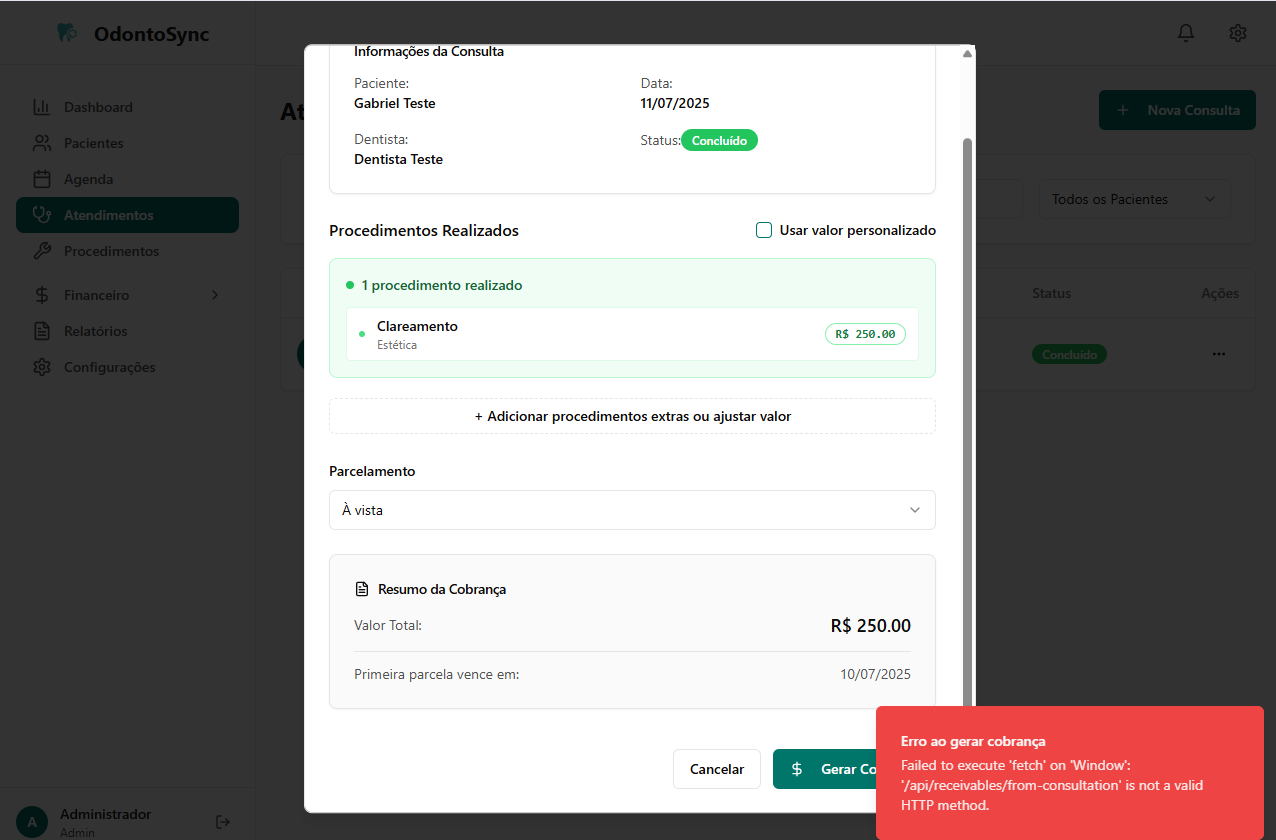 OdontoSync
Dashboard
Pacientes
Agenda
Atendimentos
Procedimentos
Financeiro
Relatórios
Configurações
A
Administrador
Admin
At
+ Nova Consulta
Todos os Pacientes
Status
Ações
Concluído
...
Informações da Consulta
Paciente:
Gabriel Teste
Data:
11/07/2025
Dentista:
Dentista Teste
Status: Concluído
Procedimentos Realizados
Usar valor personalizado
1 procedimento realizado
Clareamento
Estética
R$ 250.00
+ Adicionar procedimentos extras ou ajustar valor
Parcelamento
À vista
Resumo da Cobrança
Valor Total:
R$ 250.00
Primeira parcela vence em:
10/07/2025
Cancelar
$ Gerar Co
Erro ao gerar cobrança
Failed to execute 'fetch' on 'Window':
'/api/receivables/from-consultation' is not a valid
HTTP method.